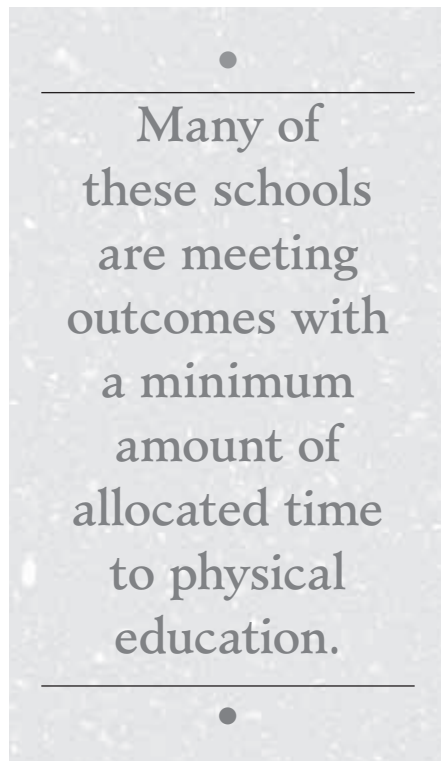 Many of
these schools
are meeting
outcomes with
a minimum
amount of
allocated time
to physical
education.